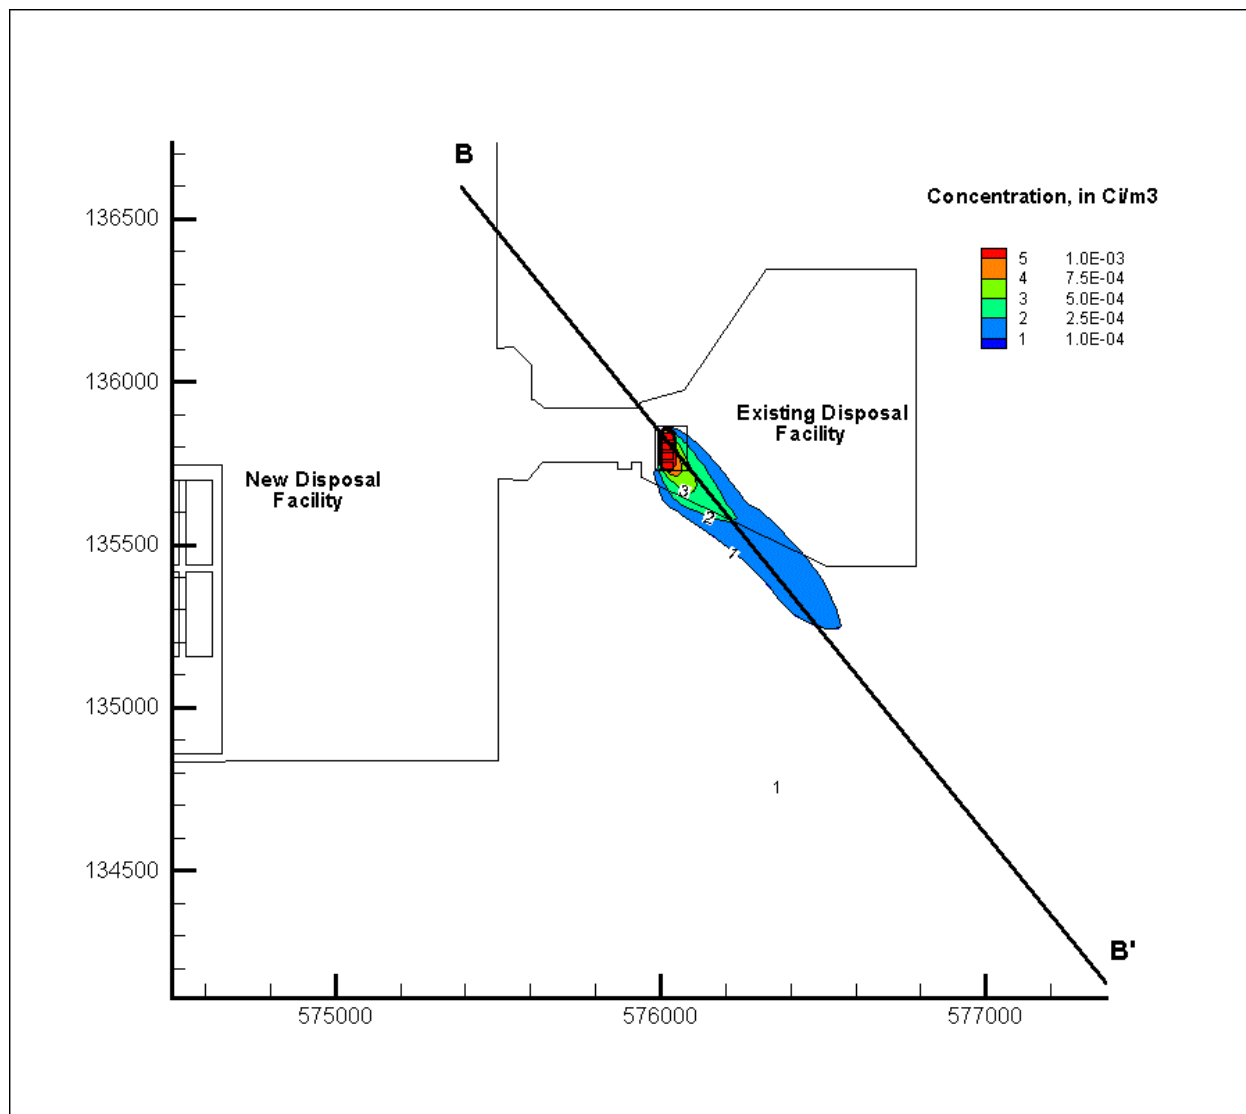 B
136500
Concentration, in Ci/m3
5 1.0E-03
4 7.5E-04
3 5.0E-04
2 2.5E-04
1 1.0E-04
136000
Existing Disposal
Facility
New Disposal
Facility
3
2
1
135500
135000
1
134500
B'
575000 576000 577000